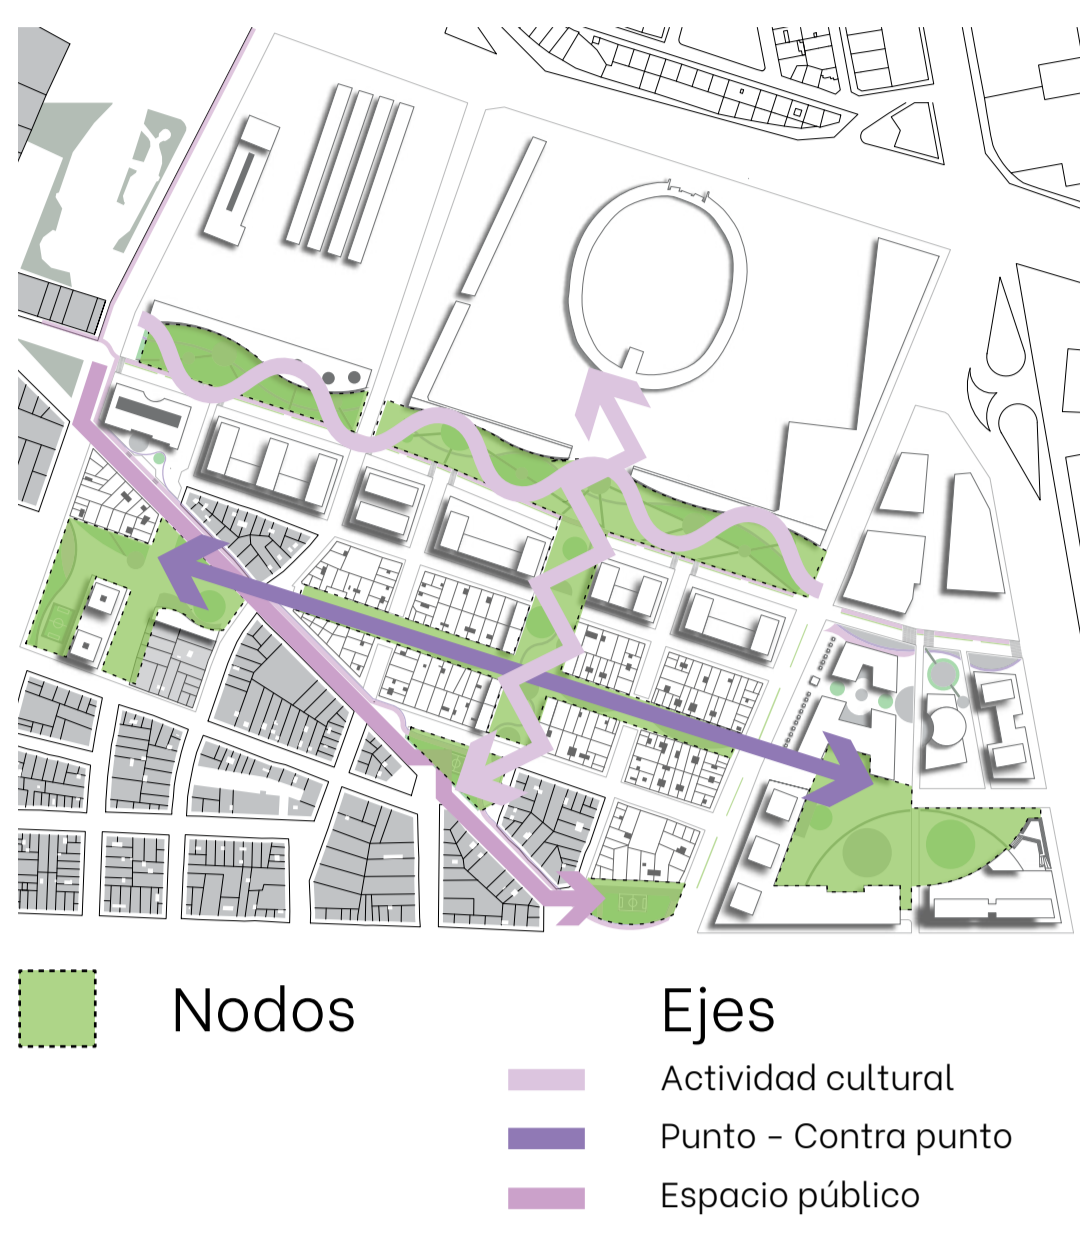 Nodos
Ejes
Actividad cultural
Punto - Contra punto
Espacio público